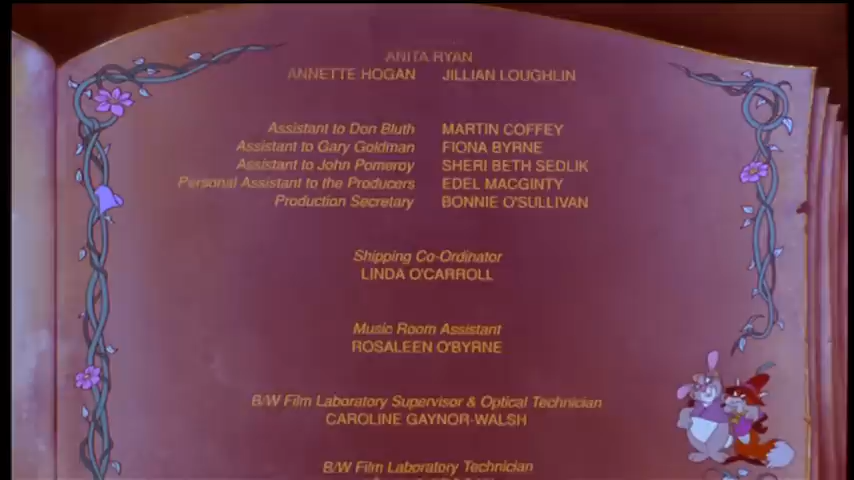 ANITA RYAN
ANNETTE HOGAN JILLIAN LOUGHLIN
Assistant to Don Bluth MARTIN COFFEY
Assistant to Gary Goldman FIONA BYRNE
Assistant to John Pomeroy SHERI BETH SEDLIK
Personal Assistant to the Producers EDEL MACGINTY
Production Secretary BONNIE O'SULLIVAN
Shipping Co-Ordinator
LINDA O'CARROLL
Music Room Assistant
ROSALEEN O'BYRNE
B/W Film Laboratory Supervisor & Optical Technician
CAROLINE GAYNOR-WALSH
B/W Film Laboratory Technician